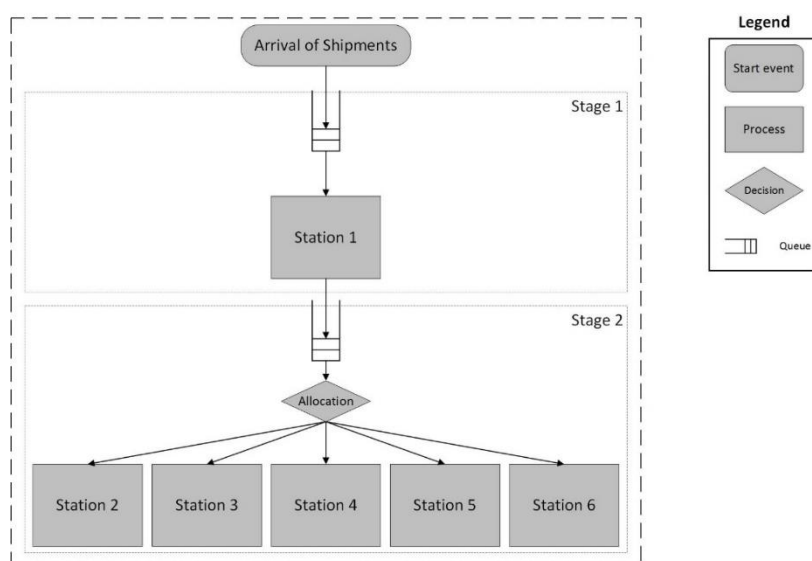 Arrival of Shipments
Stage 1
Station 1
Stage 2
Allocation
Station 2
Station 3
Station 4
Station 5
Station 6
Legend
Start event
Process
Decision
Queue